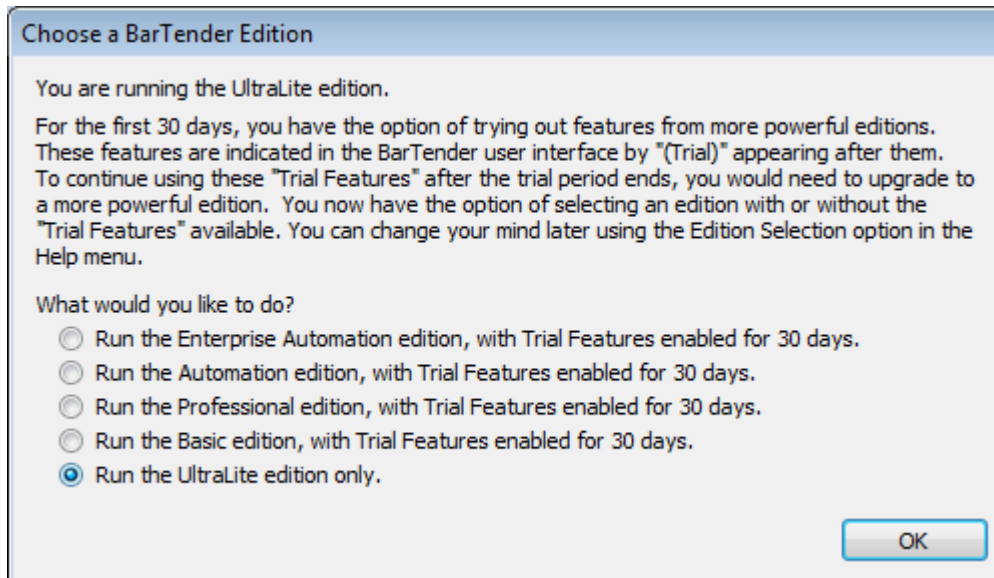 Choose a BarTender Edition
You are running the UltraLite edition.
For the first 30 days, you have the option of trying out features from more powerful editions.
These features are indicated in the BarTender user interface by "(Trial)" appearing after them.
To continue using these "Trial Features" after the trial period ends, you would need to upgrade to
a more powerful edition.  You now have the option of selecting an edition with or without the
"Trial Features" available. You can change your mind later using the Edition Selection option in the
Help menu.
What would you like to do?
Run the Enterprise Automation edition, with Trial Features enabled for 30 days.
Run the Automation edition, with Trial Features enabled for 30 days.
Run the Professional edition, with Trial Features enabled for 30 days.
Run the Basic edition, with Trial Features enabled for 30 days.
Run the UltraLite edition only.
OK